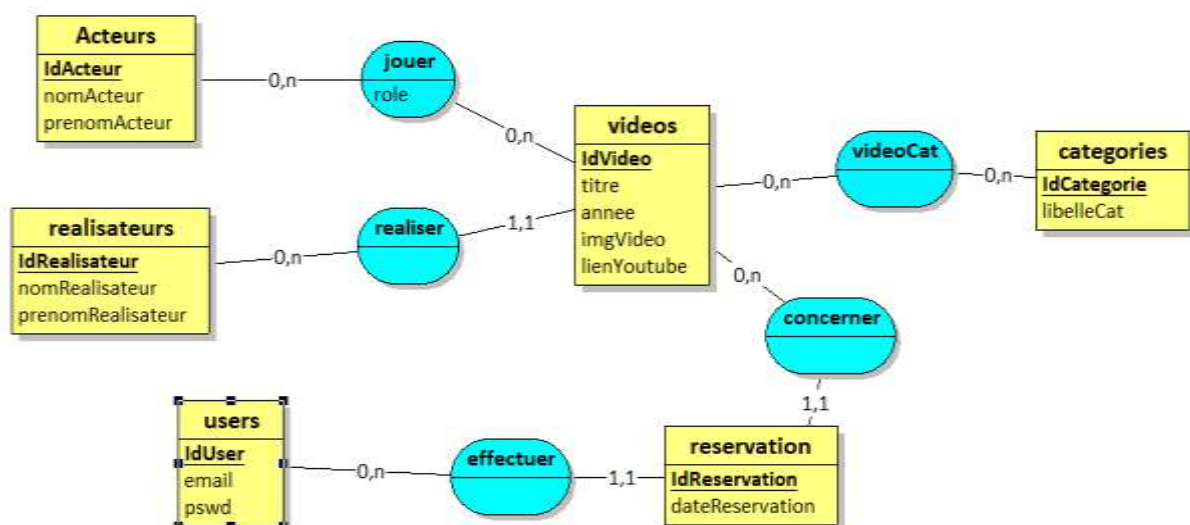 Acteurs
IdActeur
nomActeur
prenomActeur
0,n
jouer
role
0,n
videos
IdVideo
titre
annee
imgVideo
lienYoutube
0,n
videoCat
0,n
categories
IdCategorie
libelleCat
realisateurs
IdRealisateur
nomRealisateur
prenomRealisateur
0,n
realiser
1,1
0,n
concerner
1,1
users
IdUser
email
pswd
0,n
effectuer
1,1
reservation
IdReservation
dateReservation